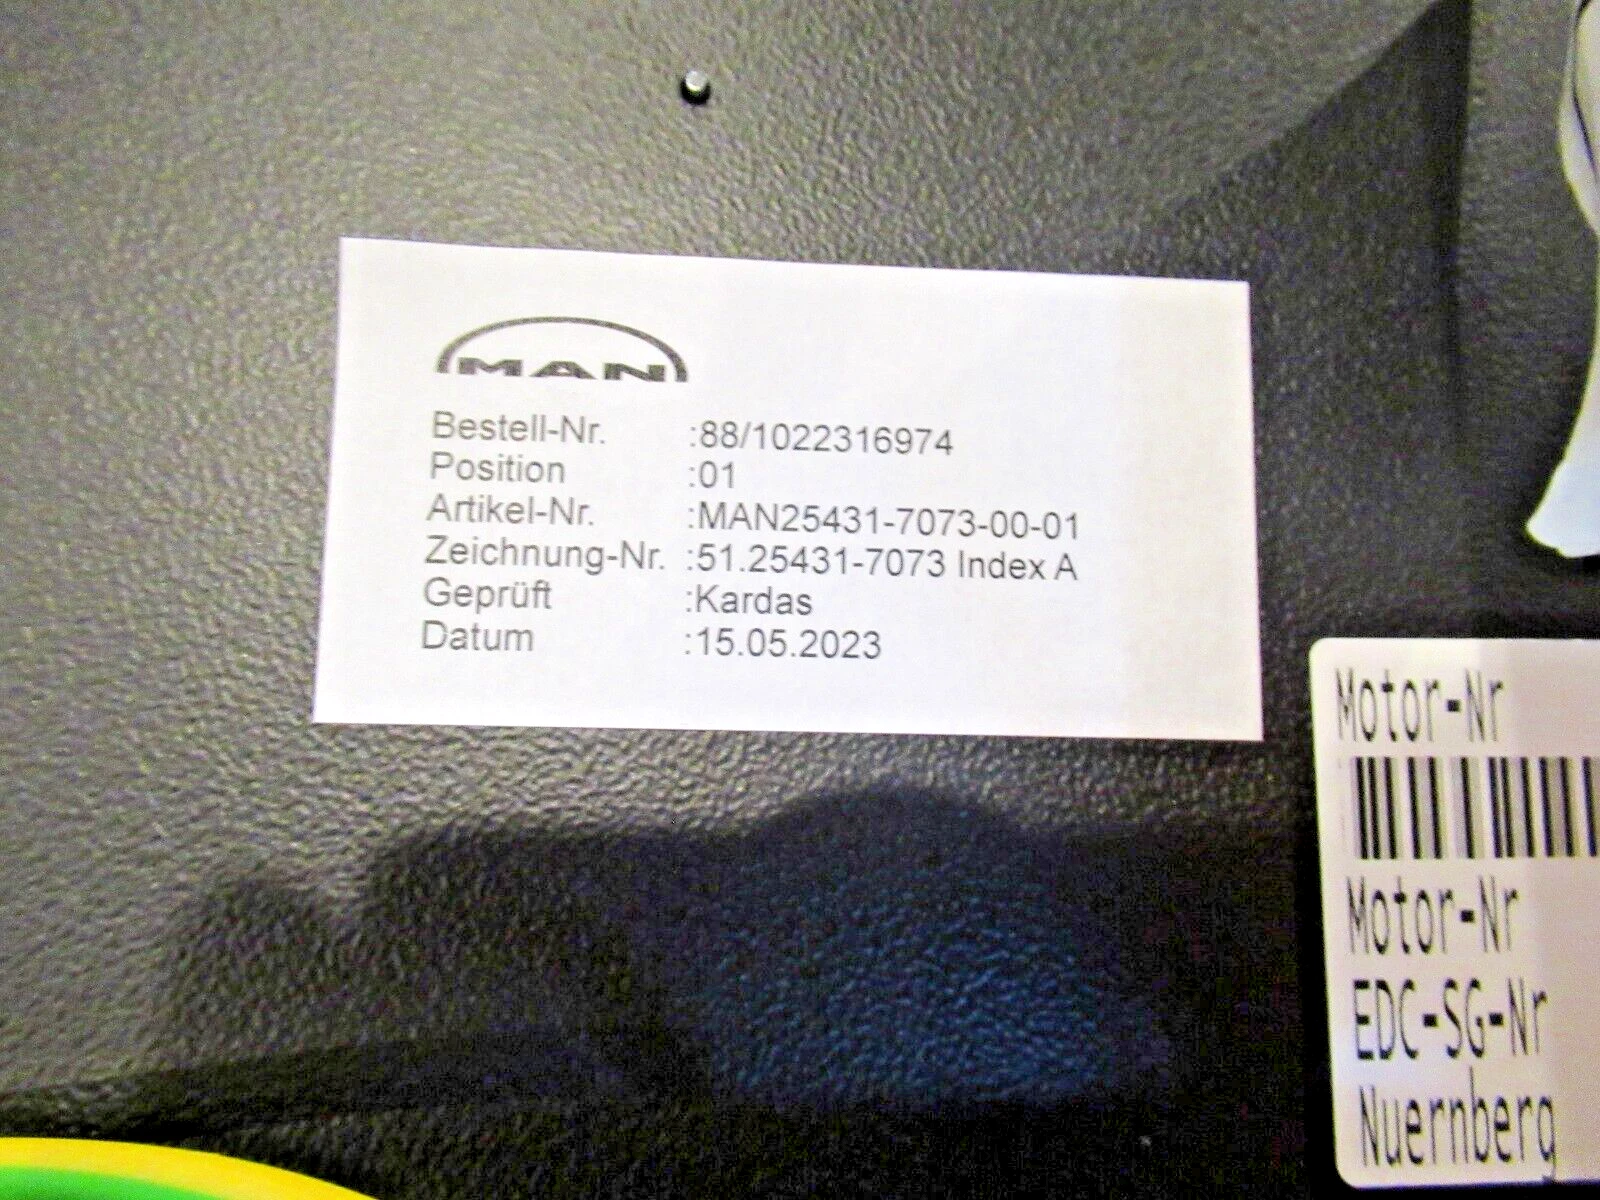 MAN
Bestell-Nr. :88/1022316974
Position :01
Artikel-Nr. :MAN25431-7073-00-01
Zeichnung-Nr. :51.25431-7073 Index A
Geprüft :Kardas
Datum :15.05.2023
Motor-Nr
Motor-Nr
EDC-SG-Nr
Nuernberg